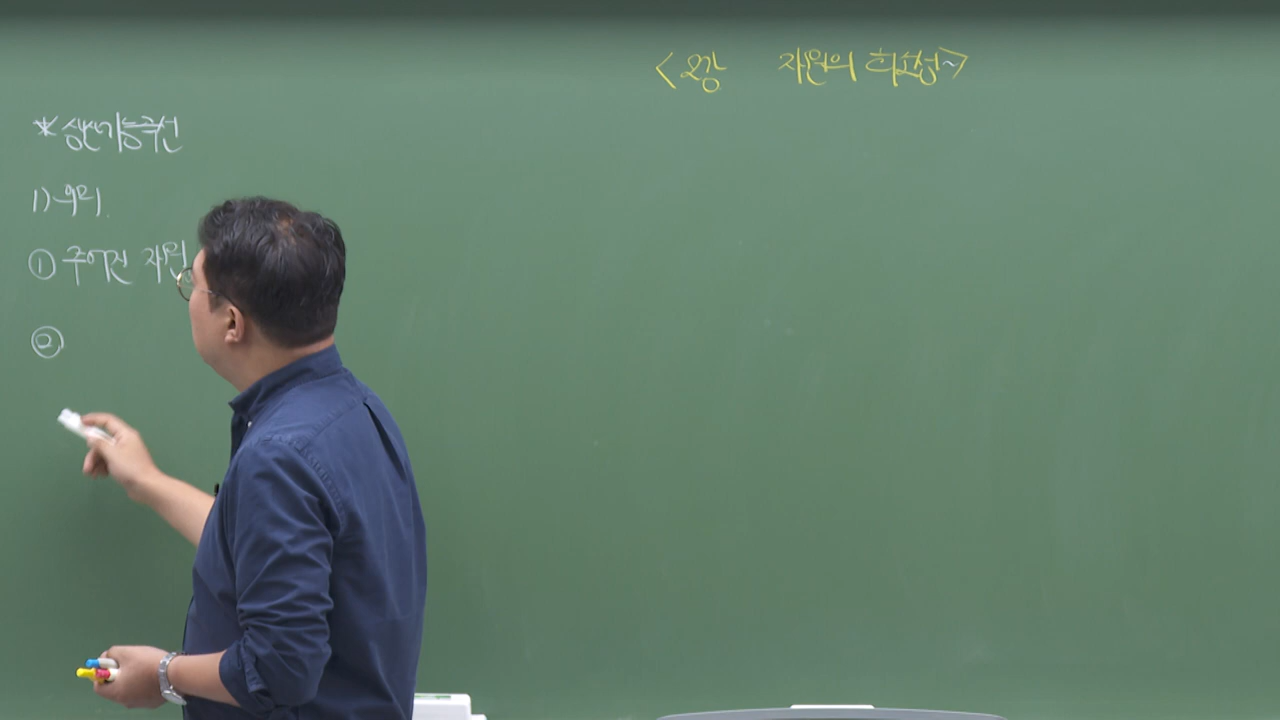 <2강 자원의 희소성~>
*생산가능곡선
1) 의의.
① 주어진 자원
②